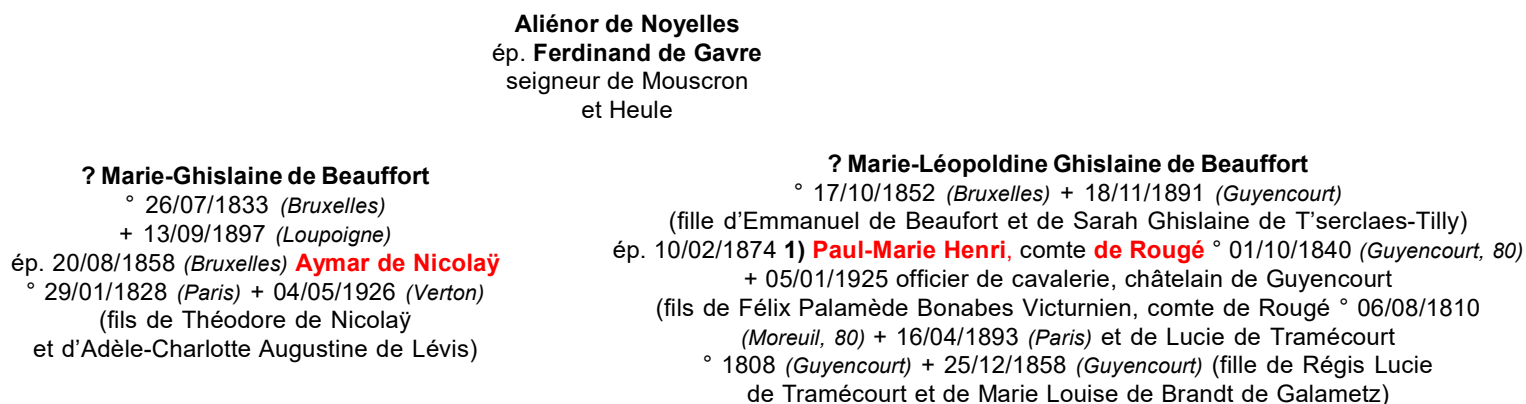 Aliénor de Noyelles
ép. Ferdinand de Gavre
seigneur de Mouscron
et Heule
? Marie-Ghislaine de Beauffort
° 26/07/1833 (Bruxelles)
+ 13/09/1897 (Loupoigne)
ép. 20/08/1858 (Bruxelles) Aymar de Nicolaÿ
° 29/01/1828 (Paris) + 04/05/1926 (Verton)
(fils de Théodore de Nicolaÿ
et d’Adèle-Charlotte Augustine de Lévis)
? Marie-Léopoldine Ghislaine de Beauffort
° 17/10/1852 (Bruxelles) + 18/11/1891 (Guyencourt)
(fille d’Emmanuel de Beaufort et de Sarah Ghislaine de T’serclaes-Tilly)
ép. 10/02/1874 1) Paul-Marie Henri, comte de Rougé ° 01/10/1840 (Guyencourt, 80)
+ 05/01/1925 officier de cavalerie, châtelain de Guyencourt
(fils de Félix Palamède Bonabes Victurnien, comte de Rougé ° 06/08/1810
(Moreuil, 80) + 16/04/1893 (Paris) et de Lucie de Tramécourt
° 1808 (Guyencourt) + 25/12/1858 (Guyencourt) (fille de Régis Lucie
de Tramécourt et de Marie Louise de Brandt de Galametz)